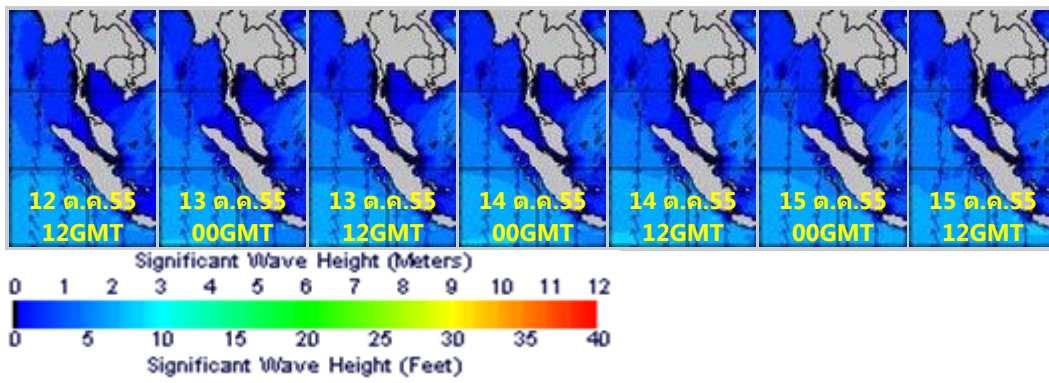 12 ต.ค.55
12GMT
13 ต.ค.55
00GMT
13 ต.ค.55
12GMT
14 ต.ค.55
00GMT
14 ต.ค.55
12GMT
15 ต.ค.55
00GMT
15 ต.ค.55
12GMT
Significant Wave Height (Meters)
0 1 2 3 4 5 6 7 8 9 10 11 12
0 5 10 15 20 25 30 35 40
Significant Wave Height (Feet)